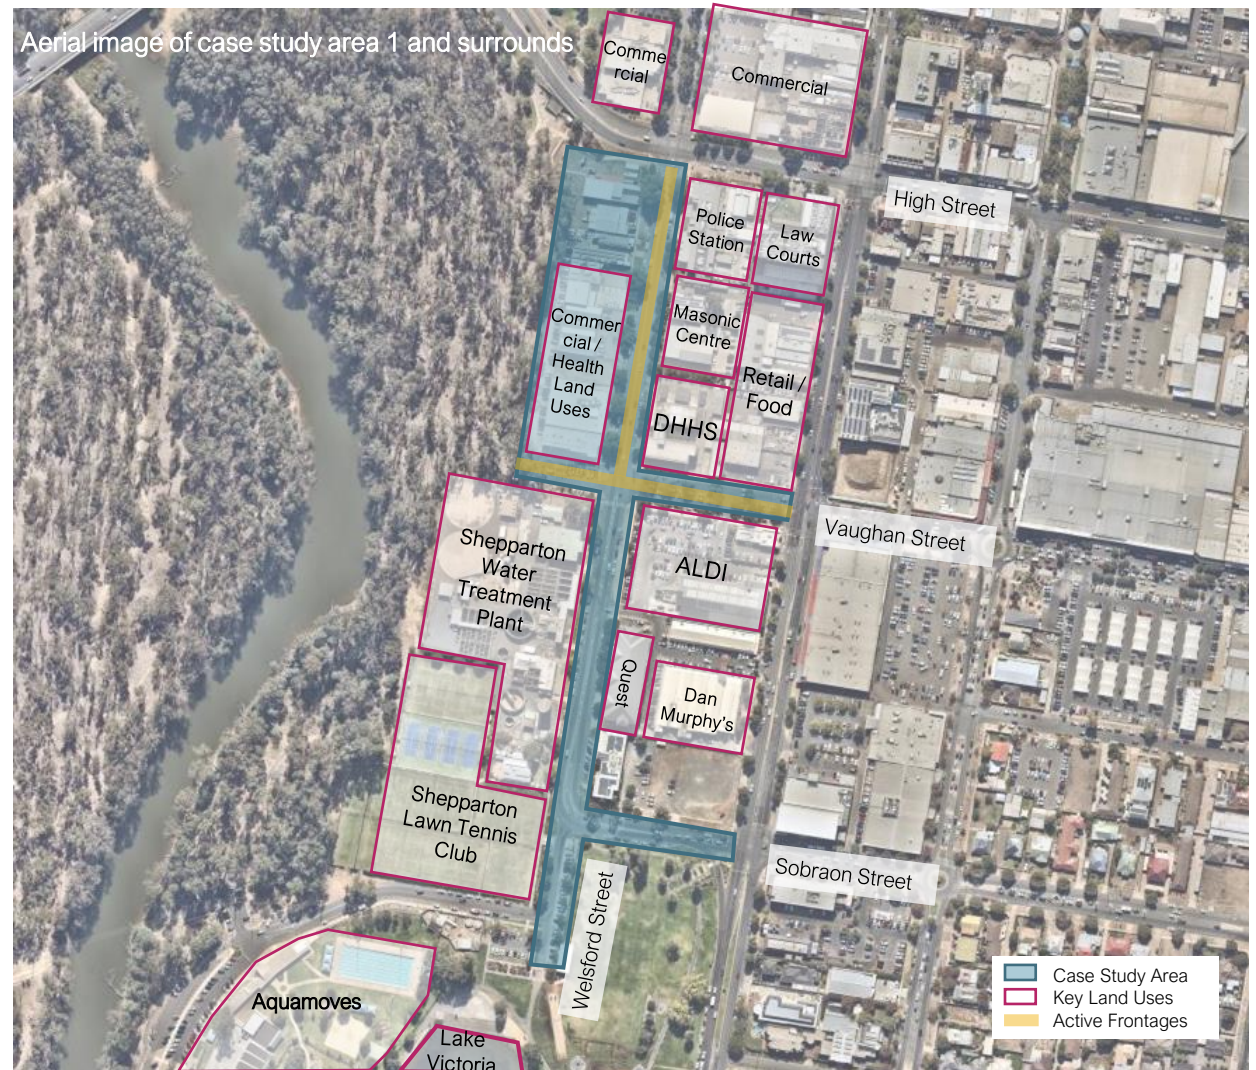 Aerial image of case study area 1 and surrounds
Comme
rcial
Commercial
High Street
Police
Station
Law
Courts
Commer
cial /
Health
Land
Uses
Masonic
Centre
Retail /
Food
DHHS
Vaughan Street
Shepparton
Water
Treatment
Plant
ALDI
Quest
Dan
Murphy's
Shepparton
Lawn Tennis
Club
Sobraon Street
Welsford Street
Aquamoves
Lake
Victoria
Case Study Area
Key Land Uses
Active Frontages